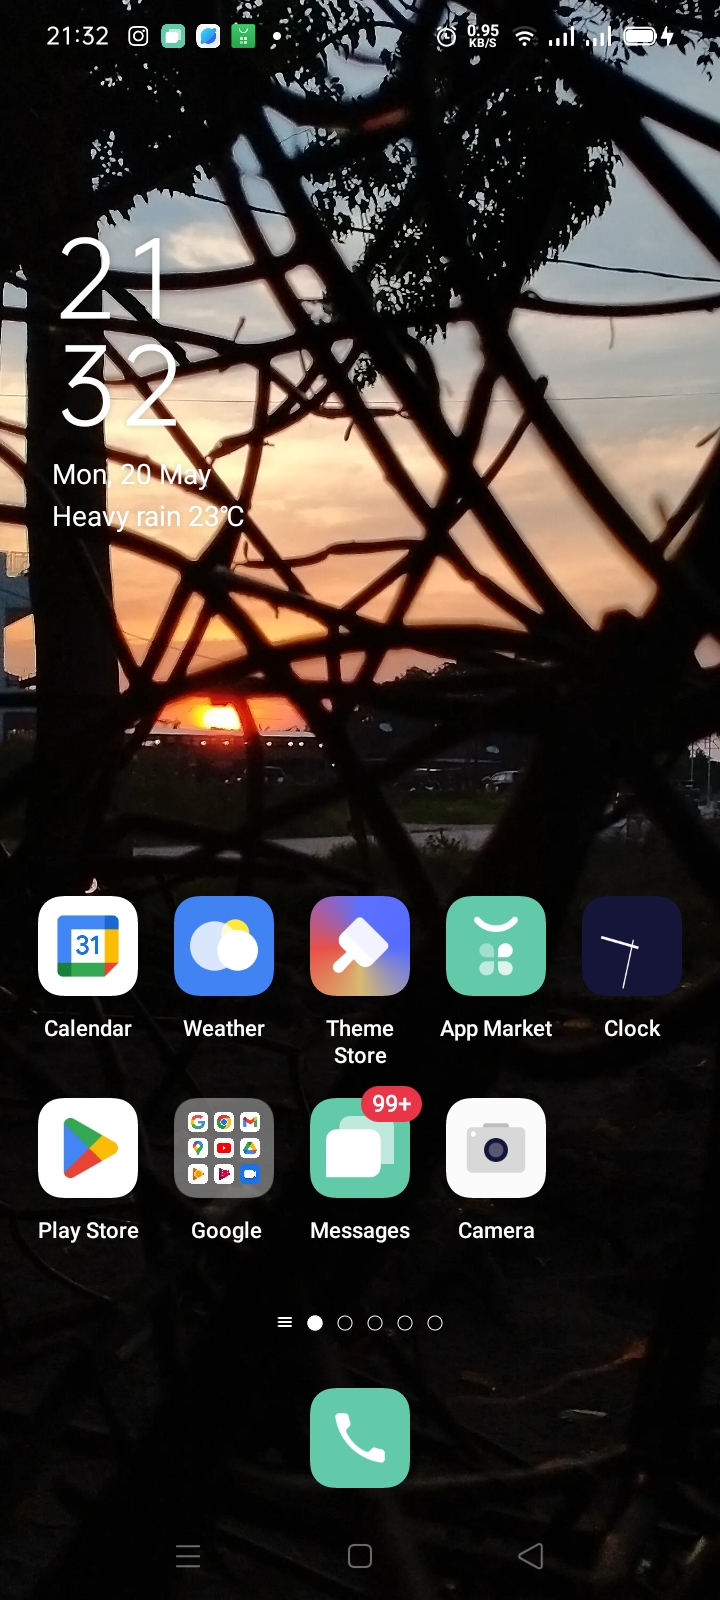 21:32
0.95
KB/S
21
32
Mon, 20 May
Heavy rain 23°C
31
Calendar
Weather
Theme
Store
App Market
Clock
99+
Play Store
Google
Messages
Camera